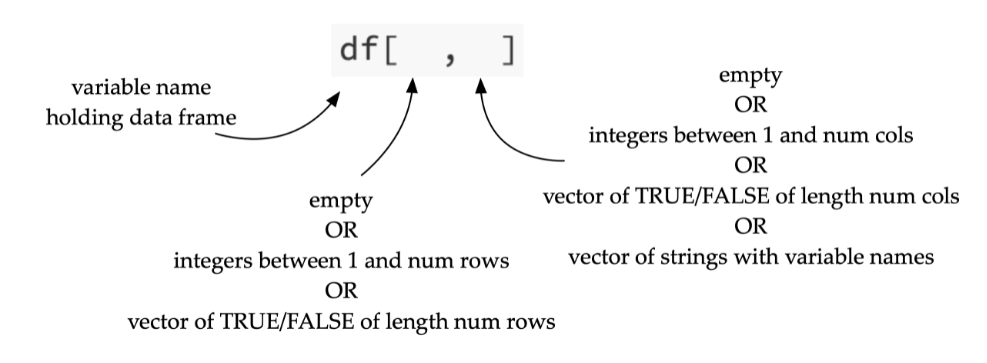 df[  ,  ]
variable name
holding data frame
empty
OR
integers between 1 and num rows
OR
vector of TRUE/FALSE of length num rows
empty
OR
integers between 1 and num cols
OR
vector of TRUE/FALSE of length num cols
OR
vector of strings with variable names